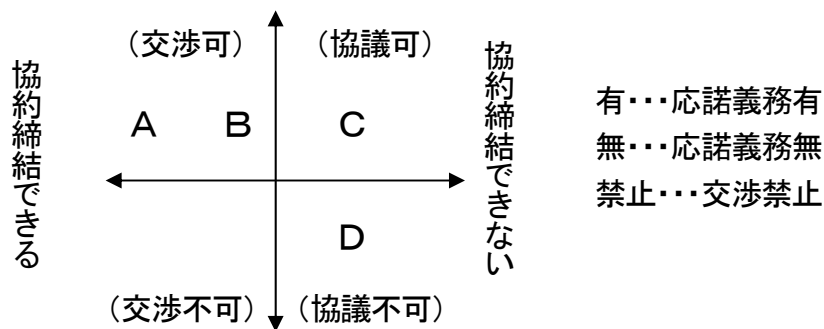 (交渉可)
(協議可)
協約締結できる
協約締結できない
A
B
C
D
(交渉不可)
(協議不可)
有・・・応諾義務有
無・・・応諾義務無
禁止・・・交渉禁止